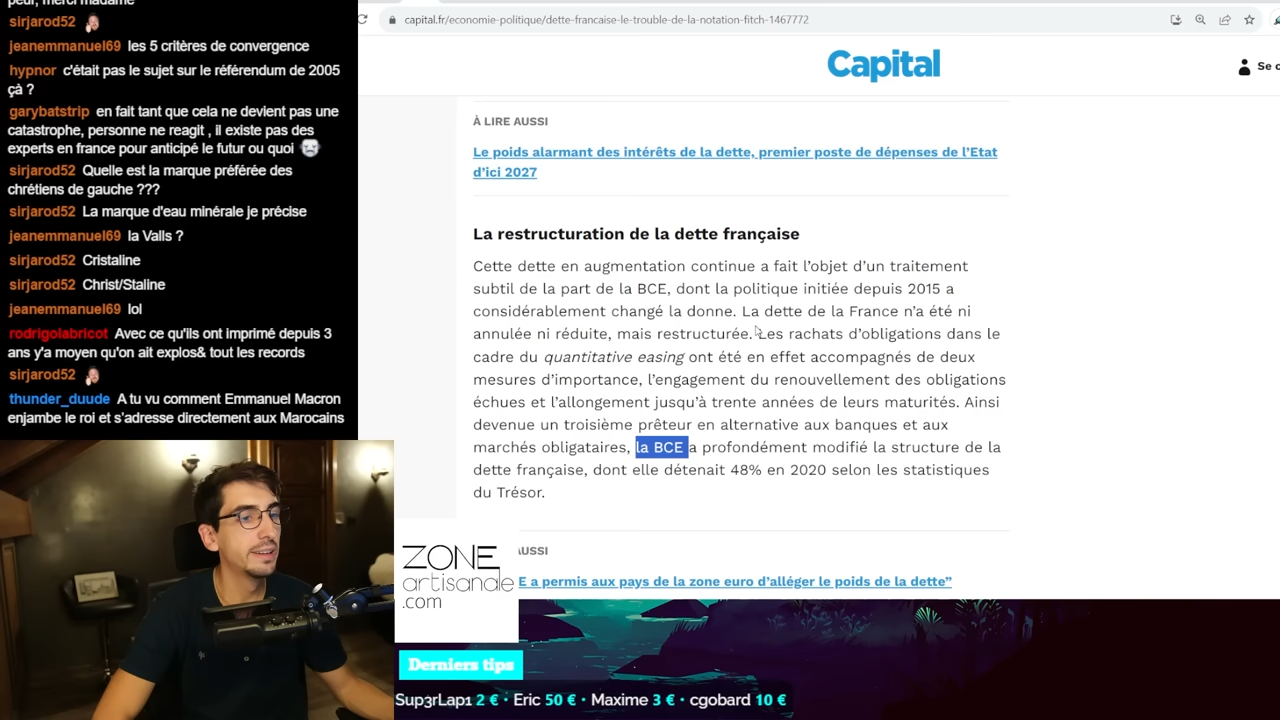 peur, merci madame
sirjarod52
jeanemmanuel69 les 5 critères de convergence
hypnor c'était pas le sujet sur le référendum de 2005
çà ?
garybatstrip en fait tant que cela ne devient pas une
catastrophe, personne ne reagit , il existe pas des
experts en france pour anticipé le futur ou quoi
sirjarod52 Quelle est la marque préférée des
chrétiens de gauche ???
sirjarod52 La marque d'eau minérale je précise
jeanemmanuel69 la Valls ?
sirjarod52 Cristaline
sirjarod52 Christ/Staline
jeanemmanuel69 lol
rodrigolabricot Avec ce qu'ils ont imprimé depuis 3
ans y'a moyen qu'on ait explos& tout les records
sirjarod52
thunder_duude A tu vu comment Emmanuel Macron
enjambe le roi et s'adresse directement aux Marocains
capital.fr/economie-politique/dette-francaise-le-trouble-de-la-notation-fitch-1467772
Capital
Se c
À LIRE AUSSI
Le poids alarmant des intérêts de la dette, premier poste de dépenses de l'Etat
d'ici 2027
La restructuration de la dette française
Cette dette en augmentation continue a fait l'objet d'un traitement
subtil de la part de la BCE, dont la politique initiée depuis 2015 a
considérablement changé la donne. La dette de la France n'a été ni
annulée ni réduite, mais restructurée. Les rachats d'obligations dans le
cadre du quantitative easing ont été en effet accompagnés de deux
mesures d'importance, l'engagement du renouvellement des obligations
échues et l'allongement jusqu'à trente années de leurs maturités. Ainsi
devenue un troisième prêteur en alternative aux banques et aux
marchés obligataires, la BCE a profondément modifié la structure de la
dette française, dont elle détenait 48% en 2020 selon les statistiques
du Trésor.
AUSSI
E a permis aux pays de la zone euro d'alléger le poids de la dette”
ZONE
artisanale
.com
Derniers tips
Sup3rLap1 2 € • Eric 50 € • Maxime 3 € • cgobard 10 €